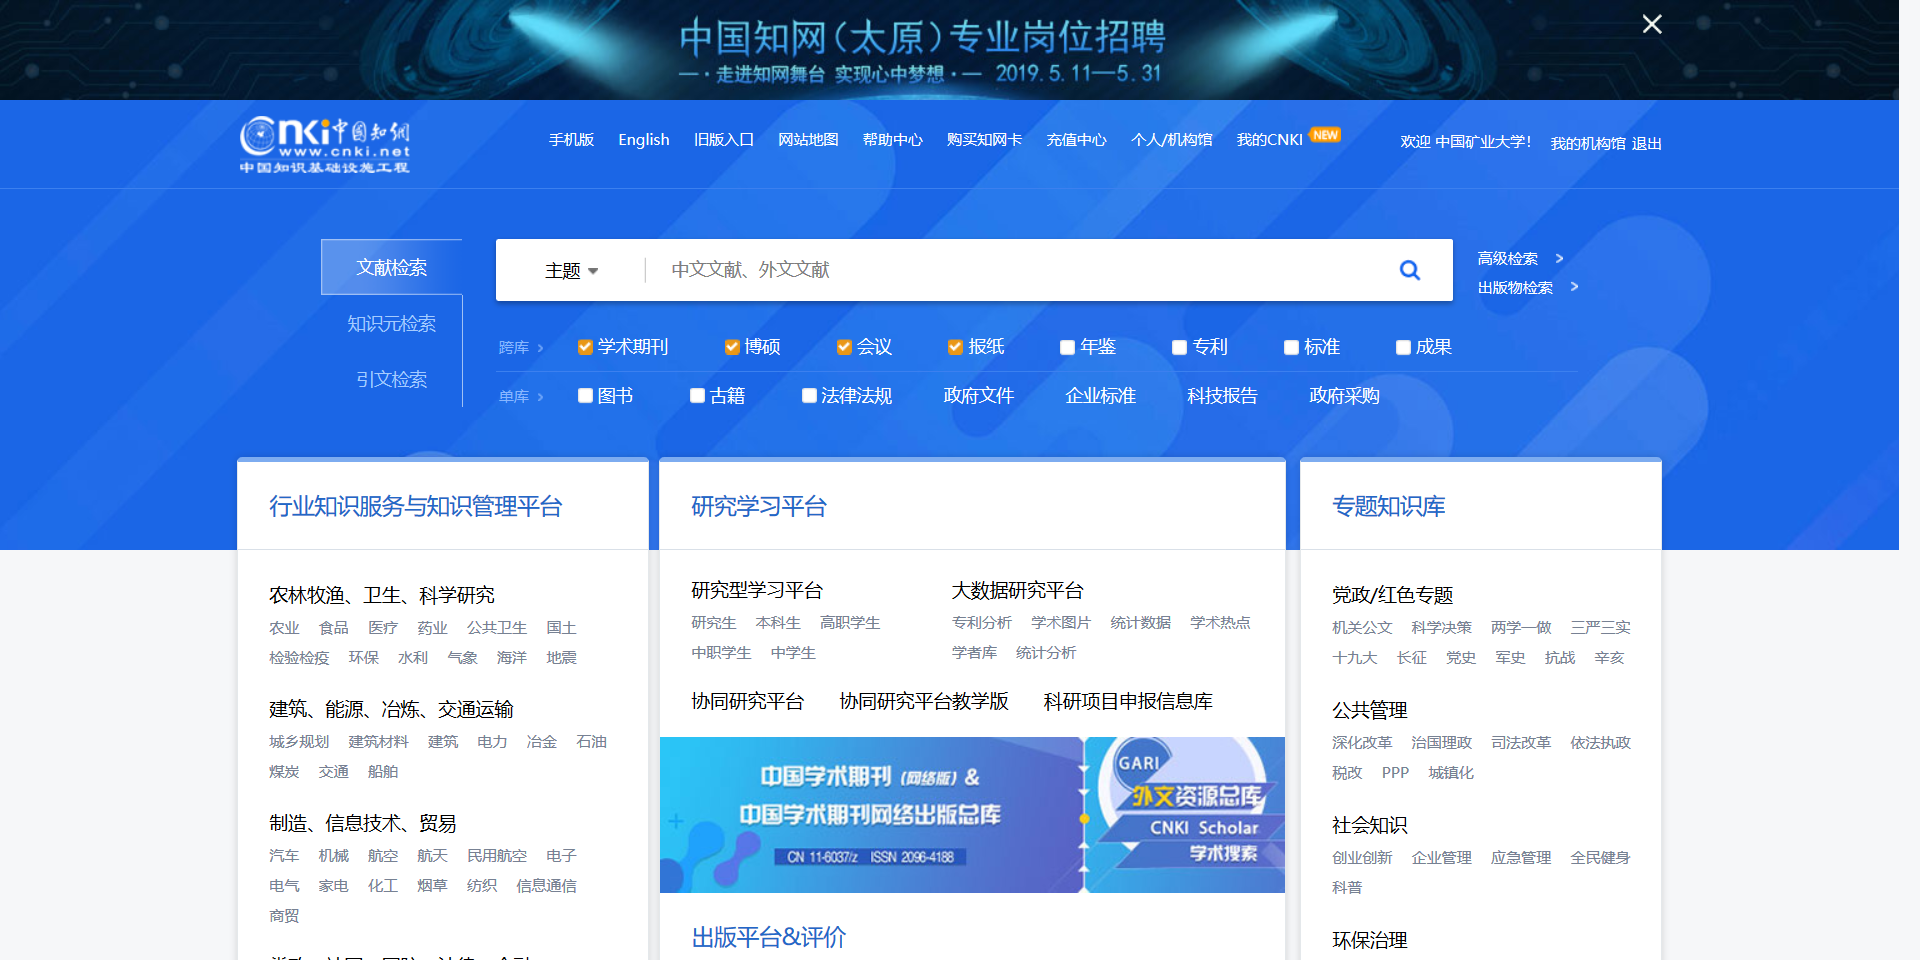 中国知网(太原)专业岗位招聘
一·走进知网舞台 实现心中梦想·一 2019.5.11—5.31
cnki中国知网
www.cnki.net
中国知识基础设施工程
手机版 English 旧版入口 网站地图 帮助中心 购买知网卡 充值中心 个人/机构馆 我的CNKI NEW 欢迎 中国矿业大学! 我的机构馆 退出
文献检索
知识元检索
引文检索
主题 中文文献、外文文献
高级检索 >
出版物检索 >
跨库 > 学术期刊 博硕 会议 报纸 年鉴 专利 标准 成果
单库 > 图书 古籍 法律法规 政府文件 企业标准 科技报告 政府采购
行业知识服务与知识管理平台
农林牧渔、卫生、科学研究
农业 食品 医疗 药业 公共卫生 国土
检验检疫 环保 水利 气象 海洋 地震
建筑、能源、冶炼、交通运输
城乡规划 建筑材料 建筑 电力 冶金 石油
煤炭 交通 船舶
制造、信息技术、贸易
汽车 机械 航空 航天 民用航空 电子
电气 家电 化工 烟草 纺织 信息通信
商贸
研究学习平台
研究型学习平台
研究生 本科生 高职学生
中职学生 中学生
大数据研究平台
专利分析 学术图片 统计数据 学术热点
学者库 统计分析
协同研究平台 协同研究平台教学版 科研项目申报信息库
中国学术期刊(网络版)&
中国学术期刊网络出版总库
CN 11-6037/z ISSN 2096-4188
GARI
外文资源总库
CNKI Scholar
学术搜索
出版平台&评价
专题知识库
党政/红色专题
机关公文 科学决策 两学一做 三严三实
十九大 长征 党史 军史 抗战 辛亥
公共管理
深化改革 治国理政 司法改革 依法执政
税改 PPP 城镇化
社会知识
创业创新 企业管理 应急管理 全民健身
科普
环保治理